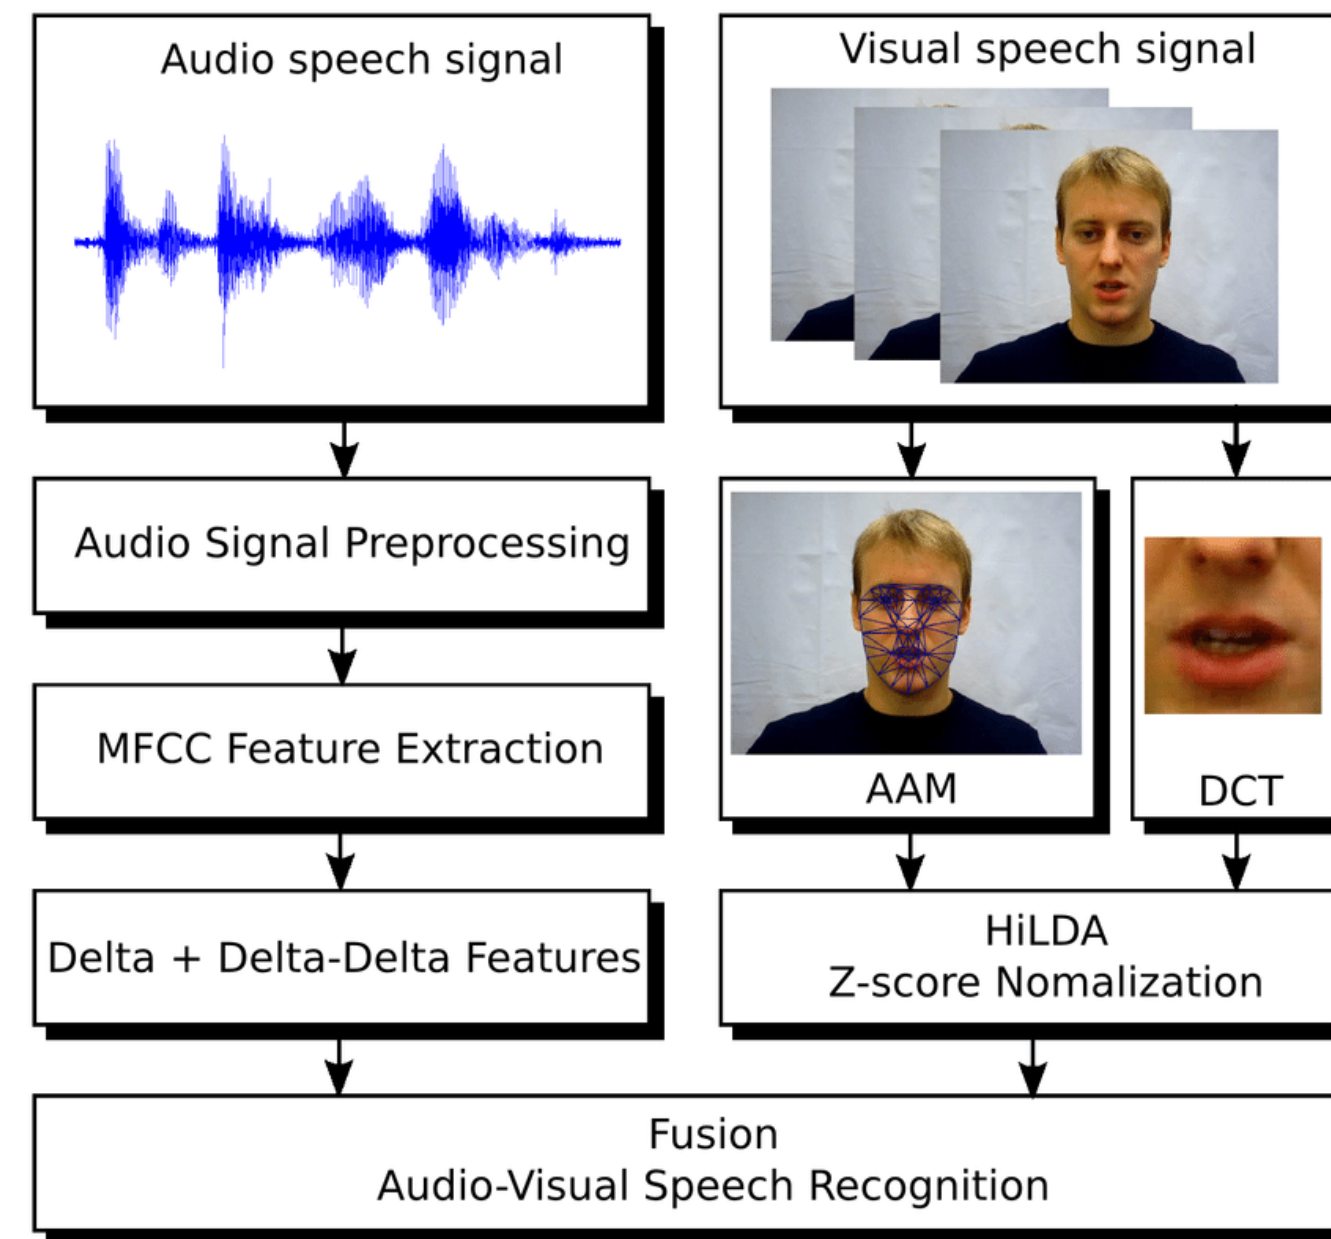 Audio speech signal
Visual speech signal
Audio Signal Preprocessing
MFCC Feature Extraction
AAM
DCT
Delta + Delta-Delta Features
HiLDA
Z-score Nomalization
Fusion
Audio-Visual Speech Recognition